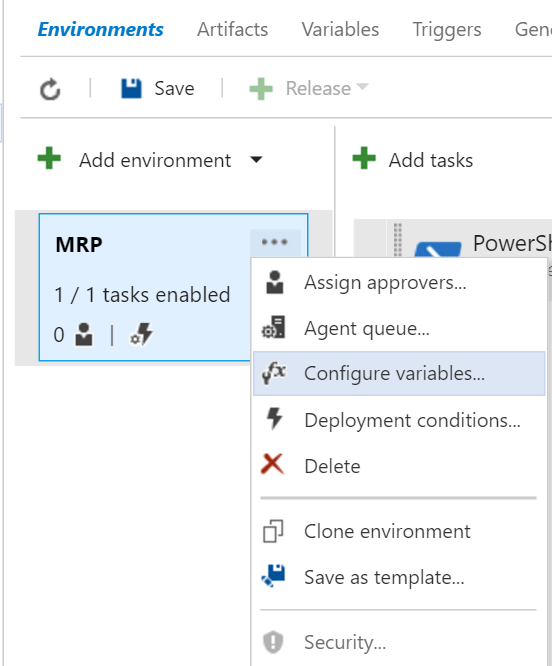 Environments Artifacts Variables Triggers
Save Release
Add environment Add tasks
MRP
1 / 1 tasks enabled
0
Assign approvers...
Agent queue...
Configure variables...
Deployment conditions...
Delete
Clone environment
Save as template...
Security...